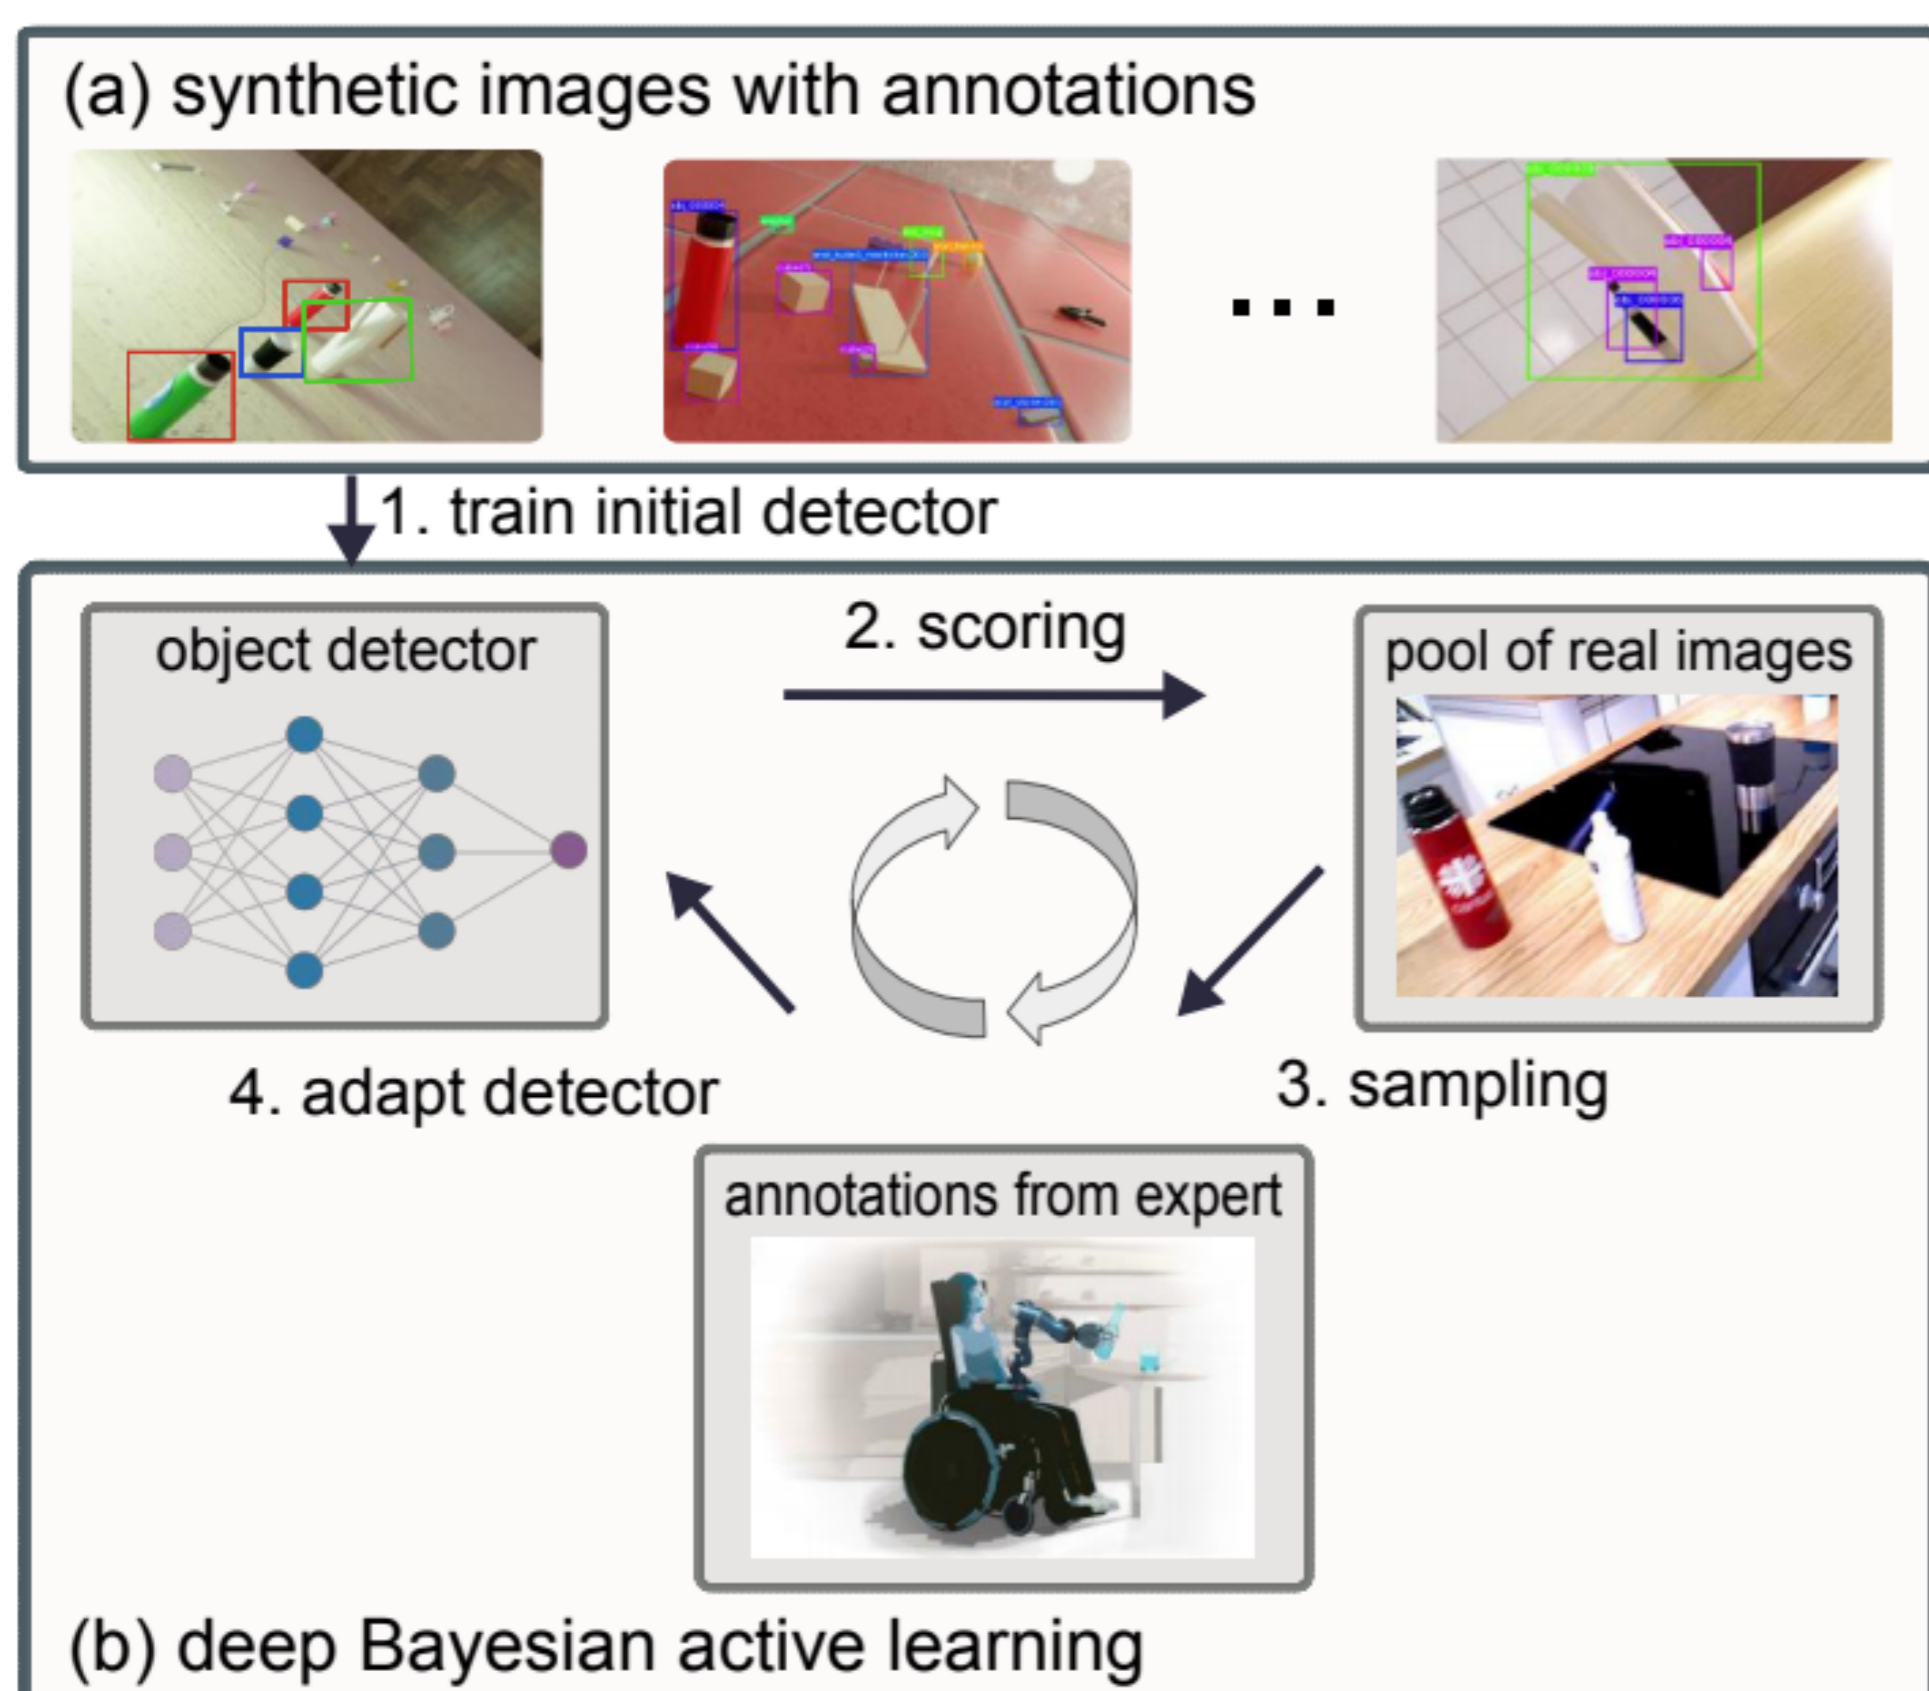 (a) synthetic images with annotations
1. train initial detector
object detector
2. scoring
pool of real images
4. adapt detector
3. sampling
annotations from expert
(b) deep Bayesian active learning